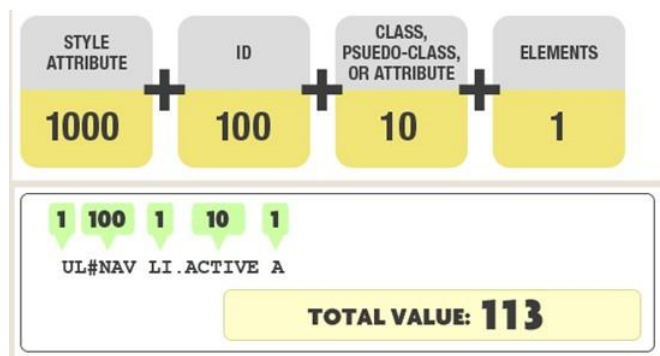 STYLE
ATTRIBUTE
1000
+
ID
100
+
CLASS,
PSUEDO-CLASS,
OR ATTRIBUTE
10
+
ELEMENTS
1
1 100 1 10 1
UL#NAV LI.ACTIVE A
TOTAL VALUE: 113